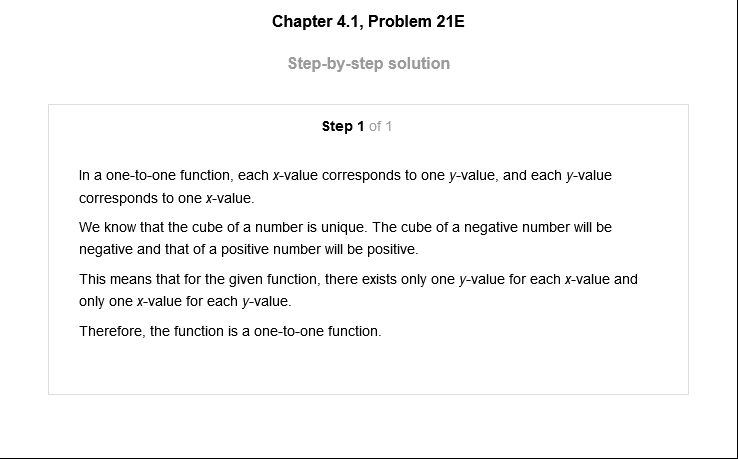 Chapter 4.1, Problem 21E
Step-by-step solution
Step 1 of 1
In a one-to-one function, each x-value corresponds to one y-value, and each y-value
corresponds to one x-value.
We know that the cube of a number is unique. The cube of a negative number will be
negative and that of a positive number will be positive.
This means that for the given function, there exists only one y-value for each x-value and
only one x-value for each y-value.
Therefore, the function is a one-to-one function.